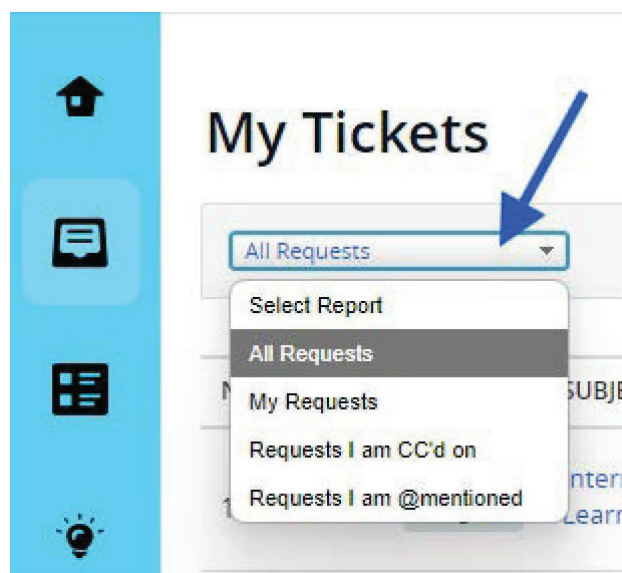 My Tickets
All Requests
Select Report
All Requests
My Requests
Requests I am CC'd on
Requests I am @mentioned